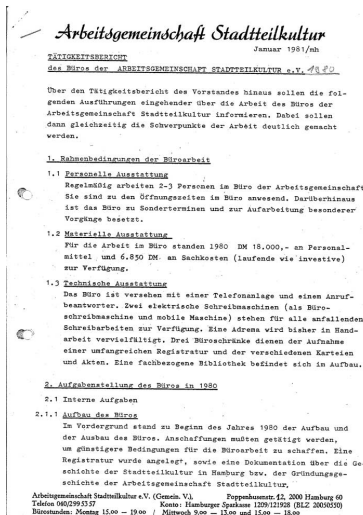 Arbeitsgemeinschaft Stadtteilkultur
Januar 1981/mh
TÄTIGKEITSBERICHT
des Büros der ARBEITSGEMEINSCHAFT STADTTEILKULTUR e.V. 1980
Über den Tätigkeitsbericht des Vorstandes hinaus sollen die fol-
genden Ausführungen eingehender über die Arbeit des Büros der
Arbeitsgemeinschaft Stadtteilkultur informieren. Dabei sollen
dann gleichzeitig die Schwerpunkte der Arbeit deutlich gemacht
werden.
1. Rahmenbedingungen der Büroarbeit
1.1 Personelle Ausstattung
Regelmäßig arbeiten 2-3 Personen im Büro der Arbeitsgemeinschaft
Sie sind zu den Öffnungszeiten im Büro anwesend. Darüberhinaus
ist das Büro zu Sonderterminen und zur Aufarbeitung besonderer
Vorgänge besetzt.
1.2 Materielle Ausstattung
Für die Arbeit im Büro standen 1980 DM 18.000,- an Personal-
mittel und 6.850 DM an Sachkosten (laufende wie investive)
zur Verfügung.
1.3 Technische Ausstattung
Das Büro ist versehen mit einer Telefonanlage und einem Anruf-
beantworter. Zwei elektrische Schreibmaschinen (als Büro-
schreibmaschine und mobile Maschine) stehen für alle anfallenden
Schreibarbeiten zur Verfügung. Eine Adrema wird bisher in Hand-
arbeit vervielfältigt. Drei Büroschränke dienen der Aufnahme
einer umfangreichen Registratur und der verschiedenen Karteien
und Akten. Eine fachbezogene Bibliothek befindet sich im Aufbau.
2. Aufgabenstellung des Büros in 1980
2.1 Interne Aufgaben
2.1.1 Aufbau des Büros
Im Vordergrund stand zu Beginn des Jahres 1980 der Aufbau und
der Ausbau des Büros. Anschaffungen mußten getätigt werden,
um günstigere Bedingungen für die Büroarbeit zu schaffen. Eine
Registratur wurde angelegt, sowie eine Dokumentation über die Ge-
schichte der Stadtteilkultur in Hamburg bzw. der Gründungsge-
schichte der Arbeitsgemeinschaft Stadtteilkultur.
Arbeitsgemeinschaft Stadtteilkultur e.V. (Gemein. V.), Poppenhusenstr. 12, 2000 Hamburg 60
Telefon 040/2995357 Konto: Hamburger Sparkasse 1209/121928 (BLZ 20050550)
Bürostunden: Montag 15.00 — 19.00 / Mittwoch 9.00 — 13.00 und 15.00 — 18.00